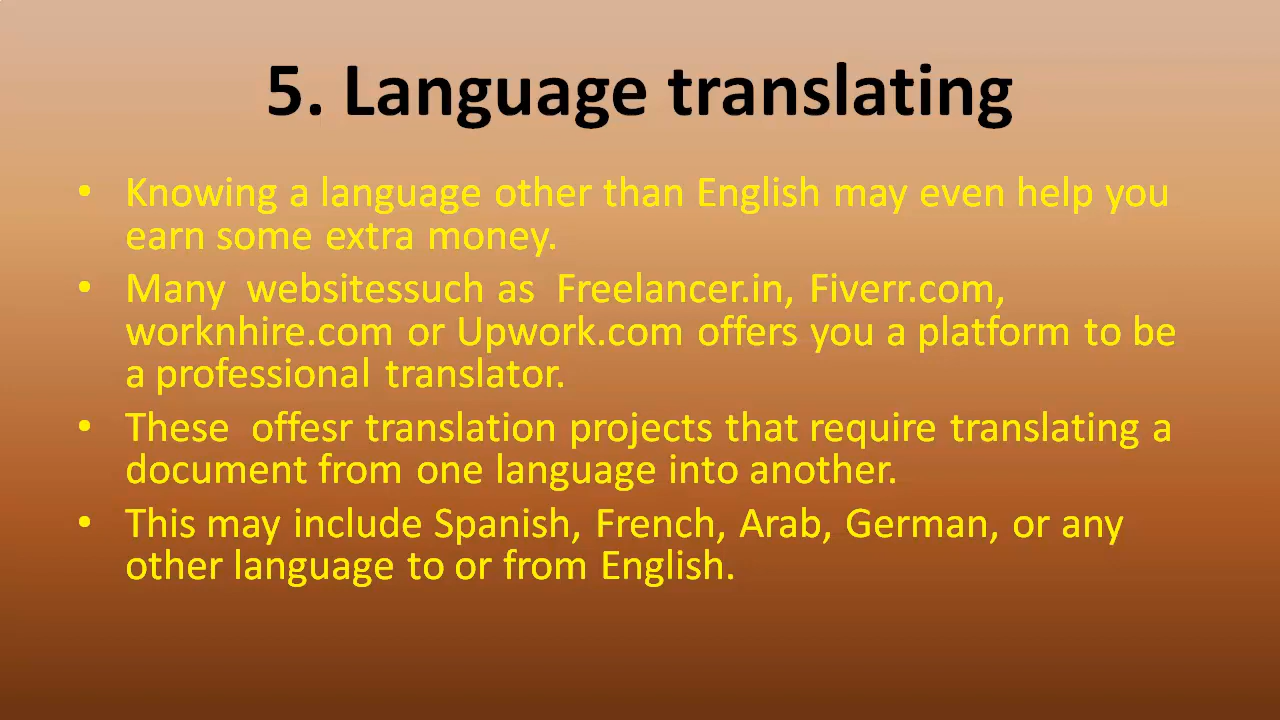 5. Language translating
• Knowing a language other than English may even help you
earn some extra money.
• Many  websitessuch as  Freelancer.in, Fiverr.com,
worknhire.com or Upwork.com offers you a platform to be
a professional translator.
• These  offesr translation projects that require translating a
document from one language into another.
• This may include Spanish, French, Arab, German, or any
other language to or from English.